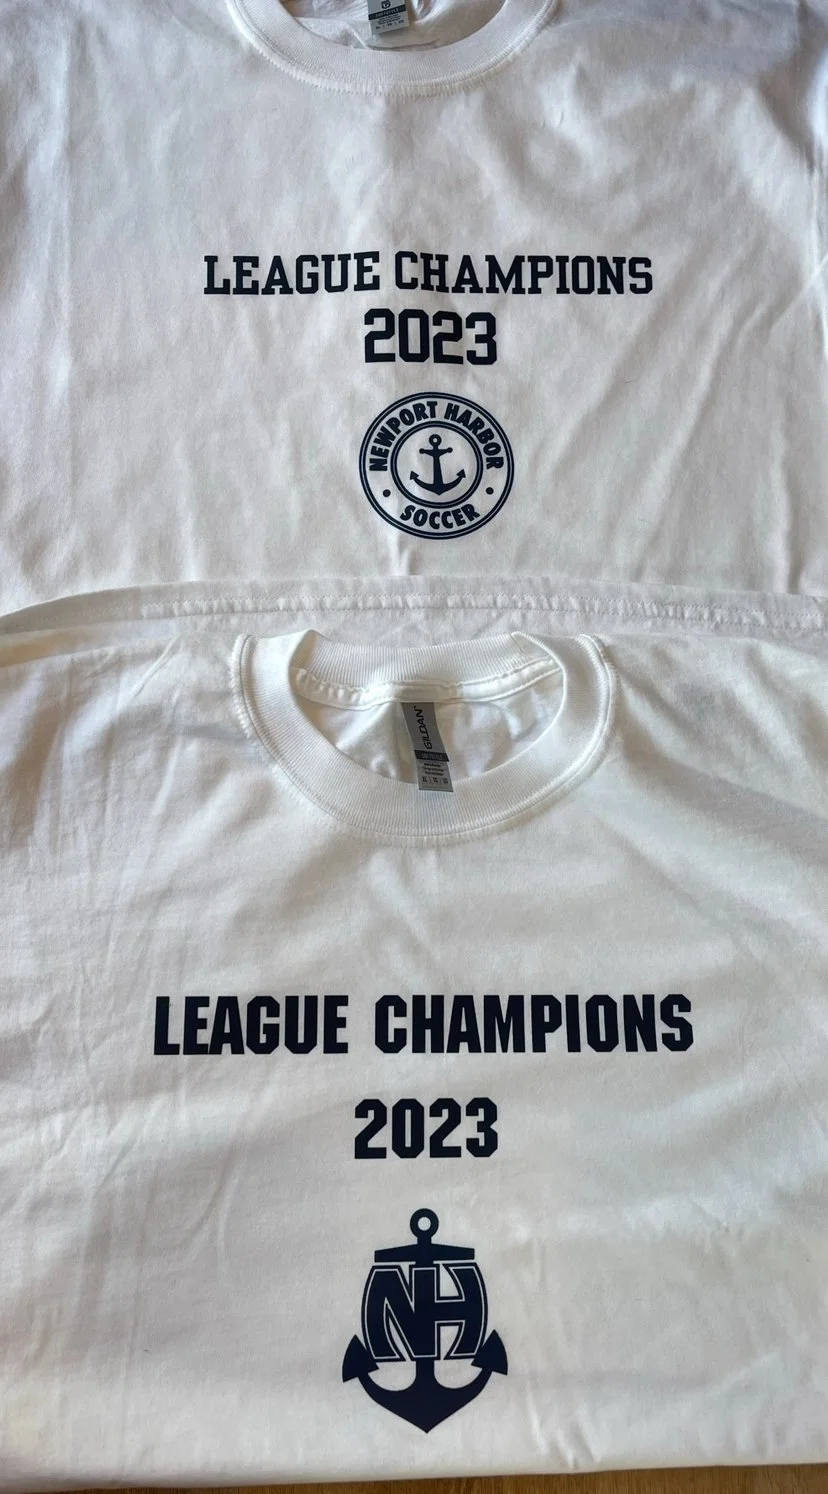 LEAGUE CHAMPIONS
2023
NEWPORT HARBOR
SOCCER
GILDAN
LEAGUE CHAMPIONS
2023
NH